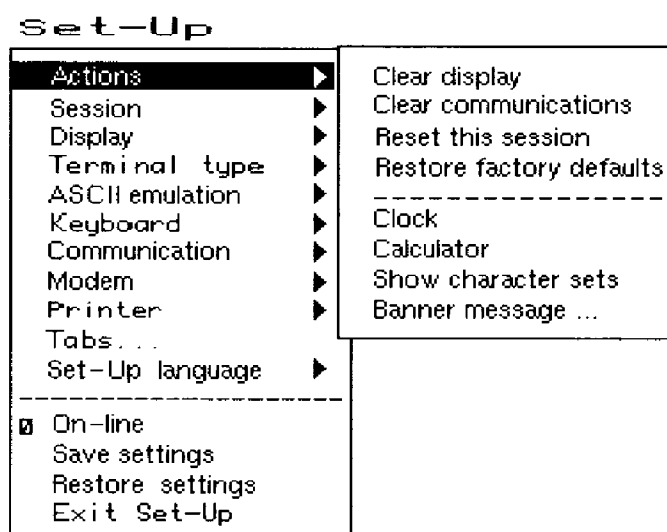 Set-Up
Actions
Session
Display
Terminal type
ASCII emulation
Keyboard
Communication
Modem
Printer
Tabs...
Set-Up language
On-line
Save settings
Restore settings
Exit Set-Up
Clear display
Clear communications
Reset this session
Restore factory defaults
Clock
Calculator
Show character sets
Banner message ...